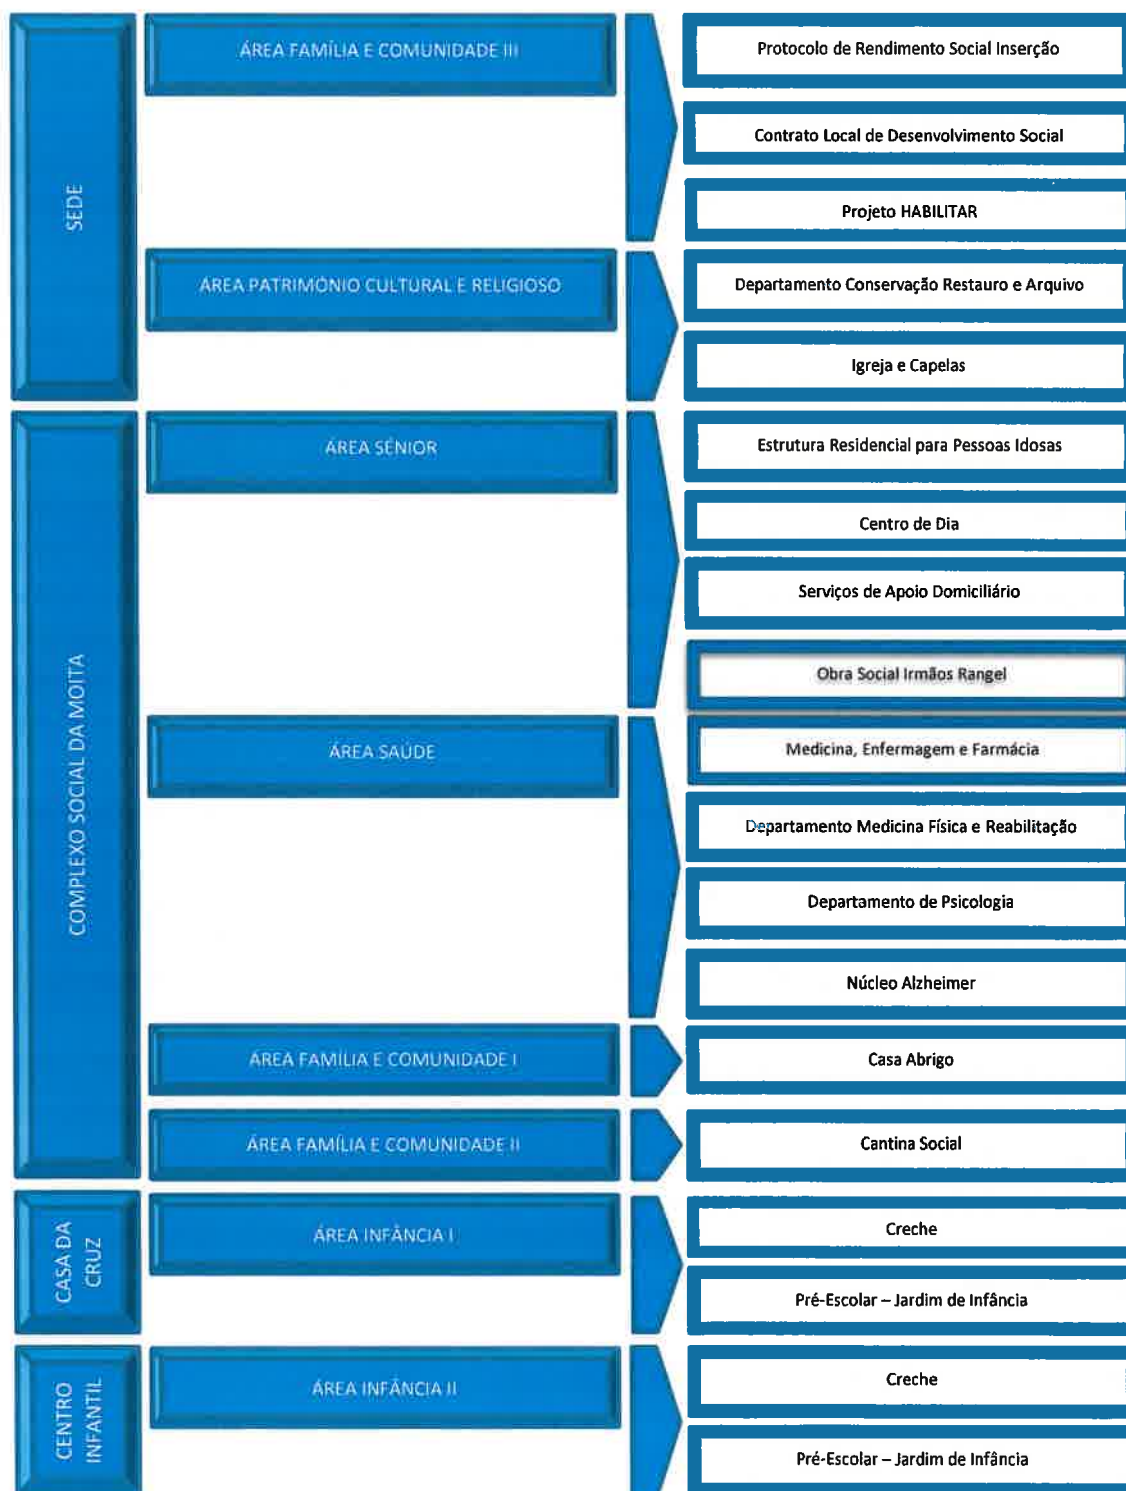 SEDE
ÁREA FAMÍLIA E COMUNIDADE III
Protocolo de Rendimento Social Inserção
Contrato Local de Desenvolvimento Social
Projeto HABILITAR
ÁREA PATRIMÓNIO CULTURAL E RELIGIOSO
Departamento Conservação Restauro e Arquivo
Igreja e Capelas
COMPLEXO SOCIAL DA MOITA
ÁREA SÉNIOR
Estrutura Residencial para Pessoas Idosas
Centro de Dia
Serviços de Apoio Domiciliário
Obra Social Irmãos Rangel
ÁREA SAÚDE
Medicina, Enfermagem e Farmácia
Departamento Medicina Física e Reabilitação
Departamento de Psicologia
Núcleo Alzheimer
ÁREA FAMÍLIA E COMUNIDADE I
Casa Abrigo
ÁREA FAMÍLIA E COMUNIDADE II
Cantina Social
CASA DA
CRUZ
ÁREA INFÂNCIA I
Creche
Pré-Escolar – Jardim de Infância
CENTRO
INFANTIL
ÁREA INFÂNCIA II
Creche
Pré-Escolar – Jardim de Infância